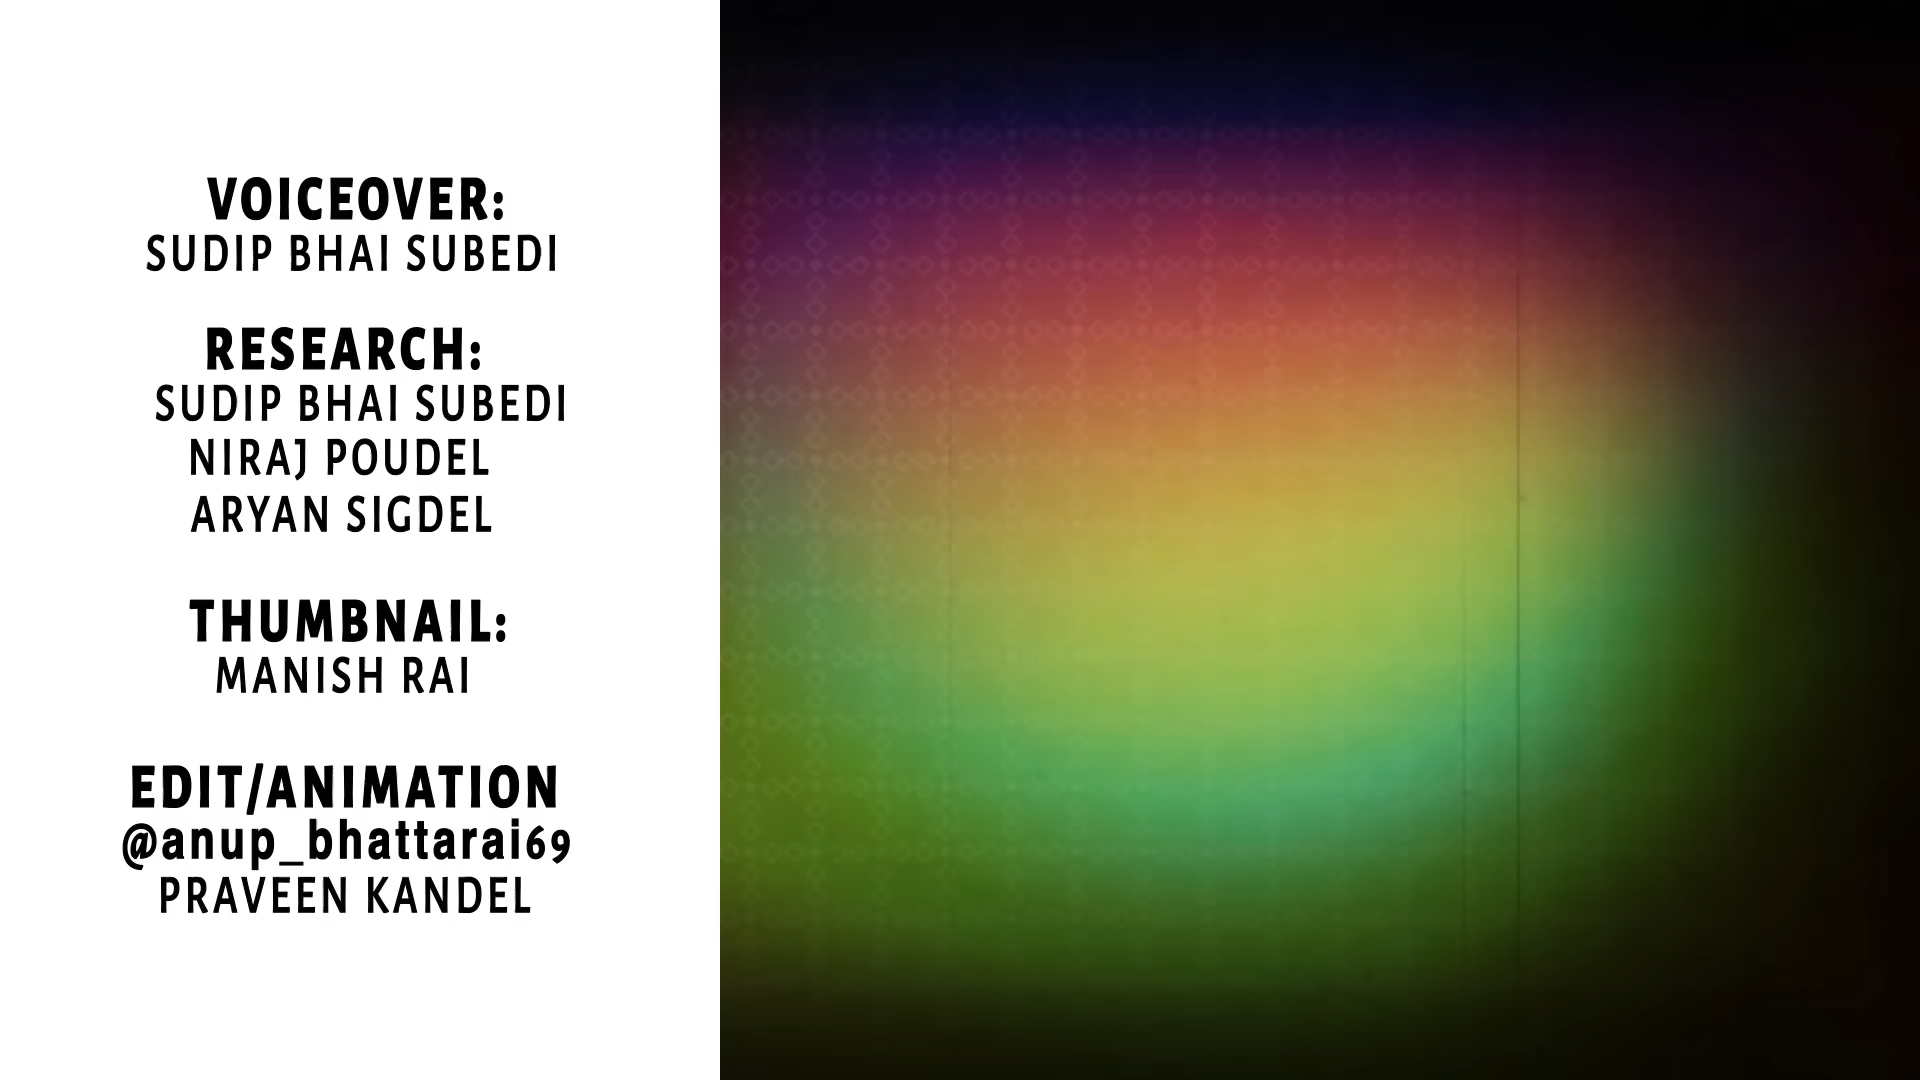 VOICEOVER:
SUDIP BHAI SUBEDI
RESEARCH:
SUDIP BHAI SUBEDI
NIRAJ POUDEL
ARYAN SIGDEL
THUMBNAIL:
MANISH RAI
EDIT/ANIMATION
@anup_bhattarai69
PRAVEEN KANDEL